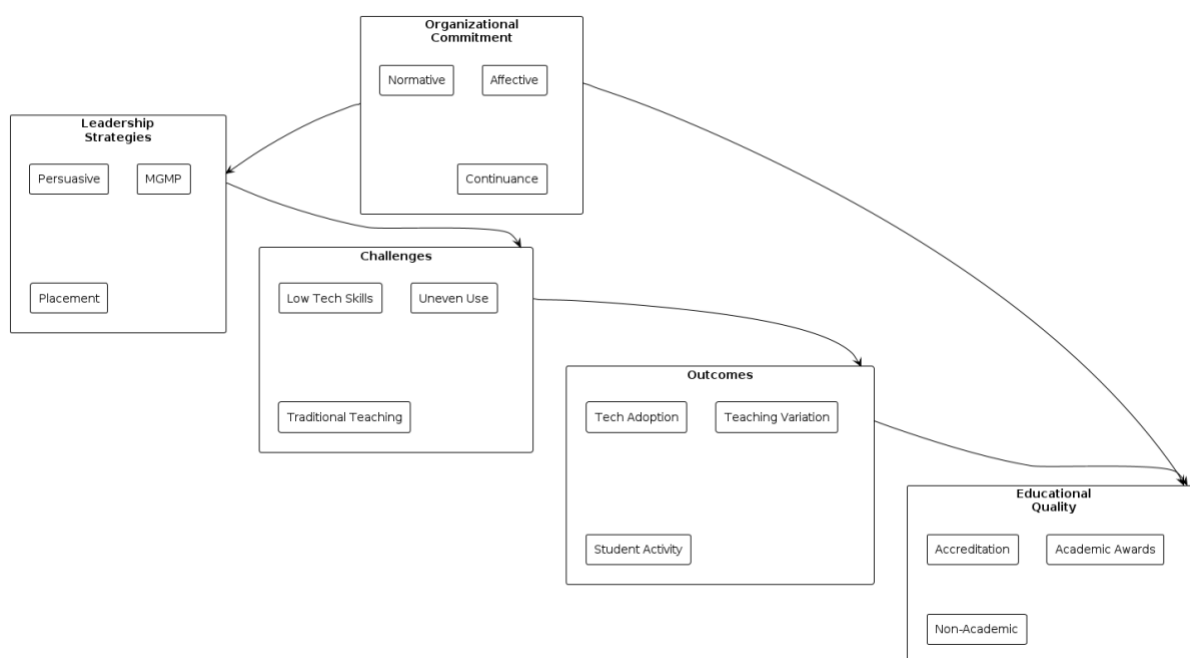 Organizational
Commitment
Normative
Affective
Continuance
Leadership
Strategies
Persuasive
MGMP
Placement
Challenges
Low Tech Skills
Uneven Use
Traditional Teaching
Outcomes
Tech Adoption
Teaching Variation
Student Activity
Educational
Quality
Accreditation
Academic Awards
Non-Academic